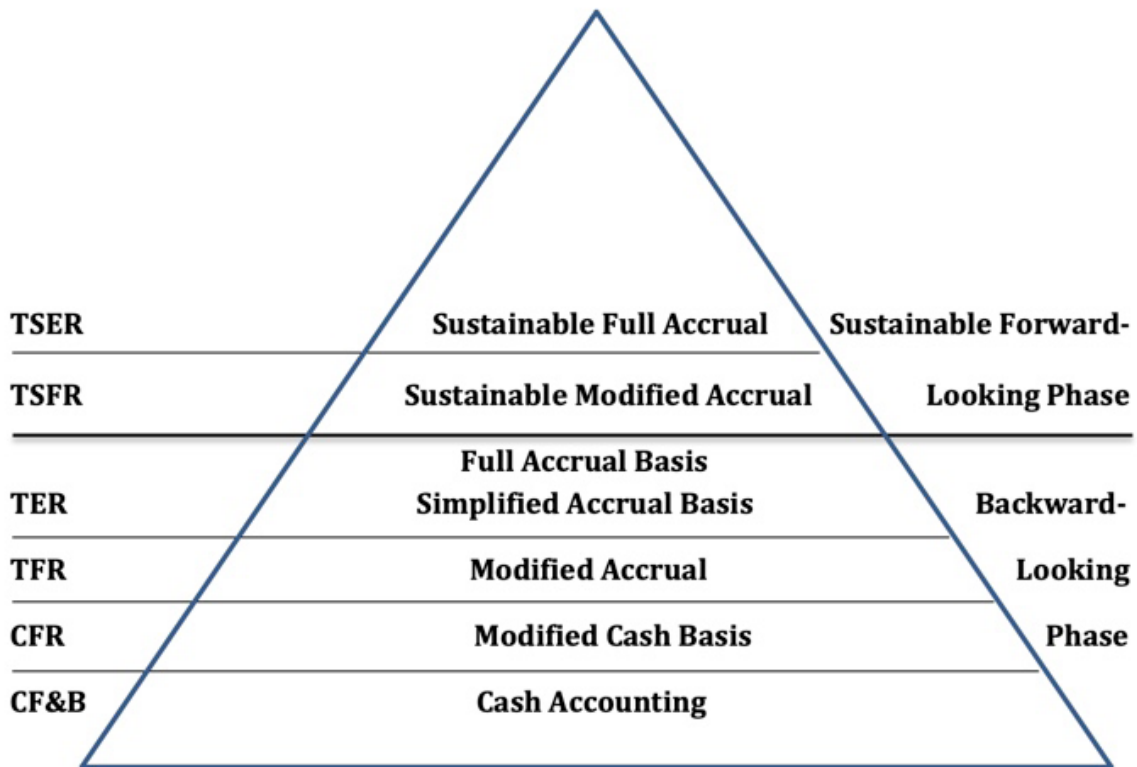 TSER Sustainable Full Accrual Sustainable Forward-
TSFR Sustainable Modified Accrual Looking Phase
Full Accrual Basis
TER Simplified Accrual Basis Backward-
TFR Modified Accrual Looking
CFR Modified Cash Basis Phase
CF&B Cash Accounting